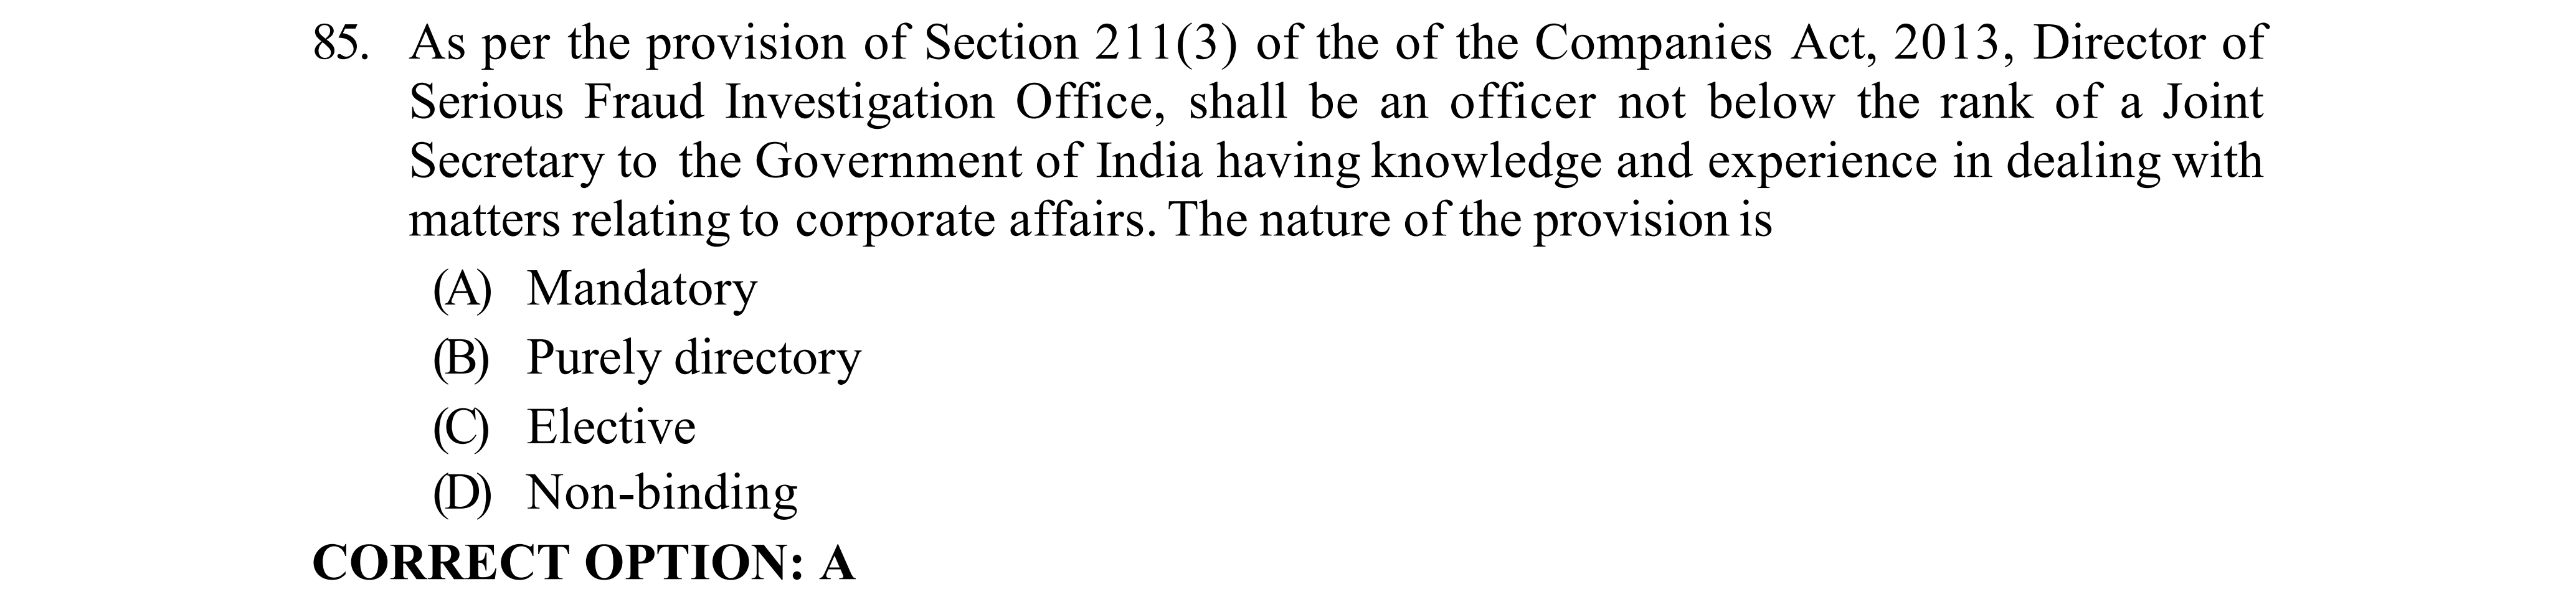 85. As per the provision of Section 211(3) of the of the Companies Act, 2013, Director of
Serious Fraud Investigation Office, shall be an officer not below the rank of a Joint
Secretary to the Government of India having knowledge and experience in dealing with
matters relating to corporate affairs. The nature of the provision is
(A) Mandatory
(B) Purely directory
(C) Elective
(D) Non-binding
CORRECT OPTION: A